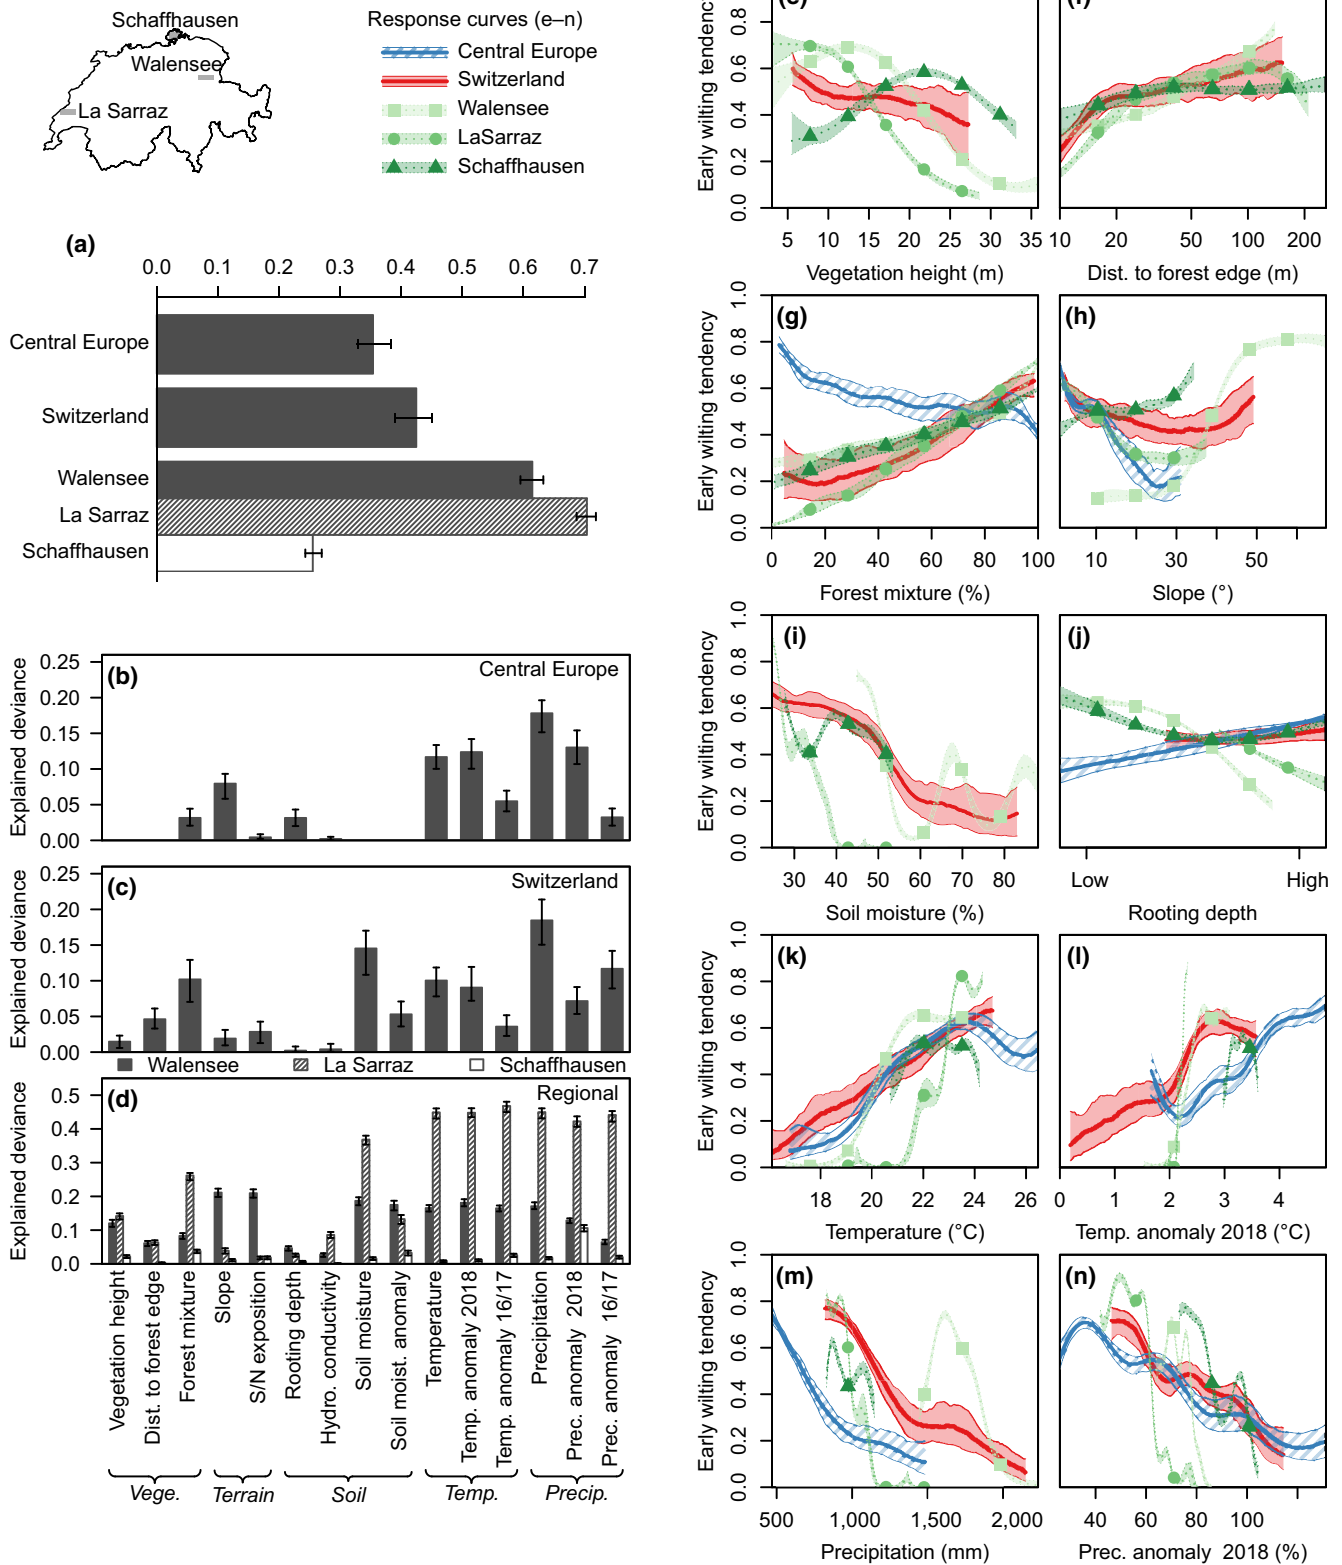 Schaffhausen
Walensee
La Sarraz
Response curves (e–n)
Central Europe
Switzerland
Walensee
LaSarraz
Schaffhausen
(a)
0.0 0.1 0.2 0.3 0.4 0.5 0.6 0.7
Central Europe
Switzerland
Walensee
La Sarraz
Schaffhausen
(b)
Central Europe
Explained deviance
0.25
0.20
0.15
0.10
0.05
0.00
(c)
Switzerland
Explained deviance
0.25
0.20
0.15
0.10
0.05
0.00
Walensee La Sarraz Schaffhausen
(d)
Regional
Explained deviance
0.5
0.4
0.3
0.2
0.1
0.0
Vegetation height
Dist. to forest edge
Forest mixture
Slope
S/N exposition
Rooting depth
Hydro. conductivity
Soil moisture
Soil moist. anomaly
Temperature
Temp. anomaly 2018
Temp. anomaly 16/17
Precipitation
Prec. anomaly 2018
Prec. anomaly 16/17
Vege. Terrain Soil Temp. Precip.
Early wilting tendency
0.8
0.6
0.4
0.2
0.0
5 10 15 20 25 30 35
Vegetation height (m)
10 20 50 100 200
Dist. to forest edge (m)
(g)
Early wilting tendency
1.0
0.8
0.6
0.4
0.2
0.0
0 20 40 60 80 100
Forest mixture (%)
(h)
10 30 50
Slope (°)
(i)
Early wilting tendency
1.0
0.8
0.6
0.4
0.2
0.0
30 40 50 60 70 80
Soil moisture (%)
(j)
Low High
Rooting depth
(k)
Early wilting tendency
1.0
0.8
0.6
0.4
0.2
0.0
18 20 22 24 26
Temperature (°C)
(l)
0 1 2 3 4
Temp. anomaly 2018 (°C)
(m)
Early wilting tendency
1.0
0.8
0.6
0.4
0.2
0.0
500 1,000 1,500 2,000
Precipitation (mm)
(n)
40 60 80 100
Prec. anomaly 2018 (%)